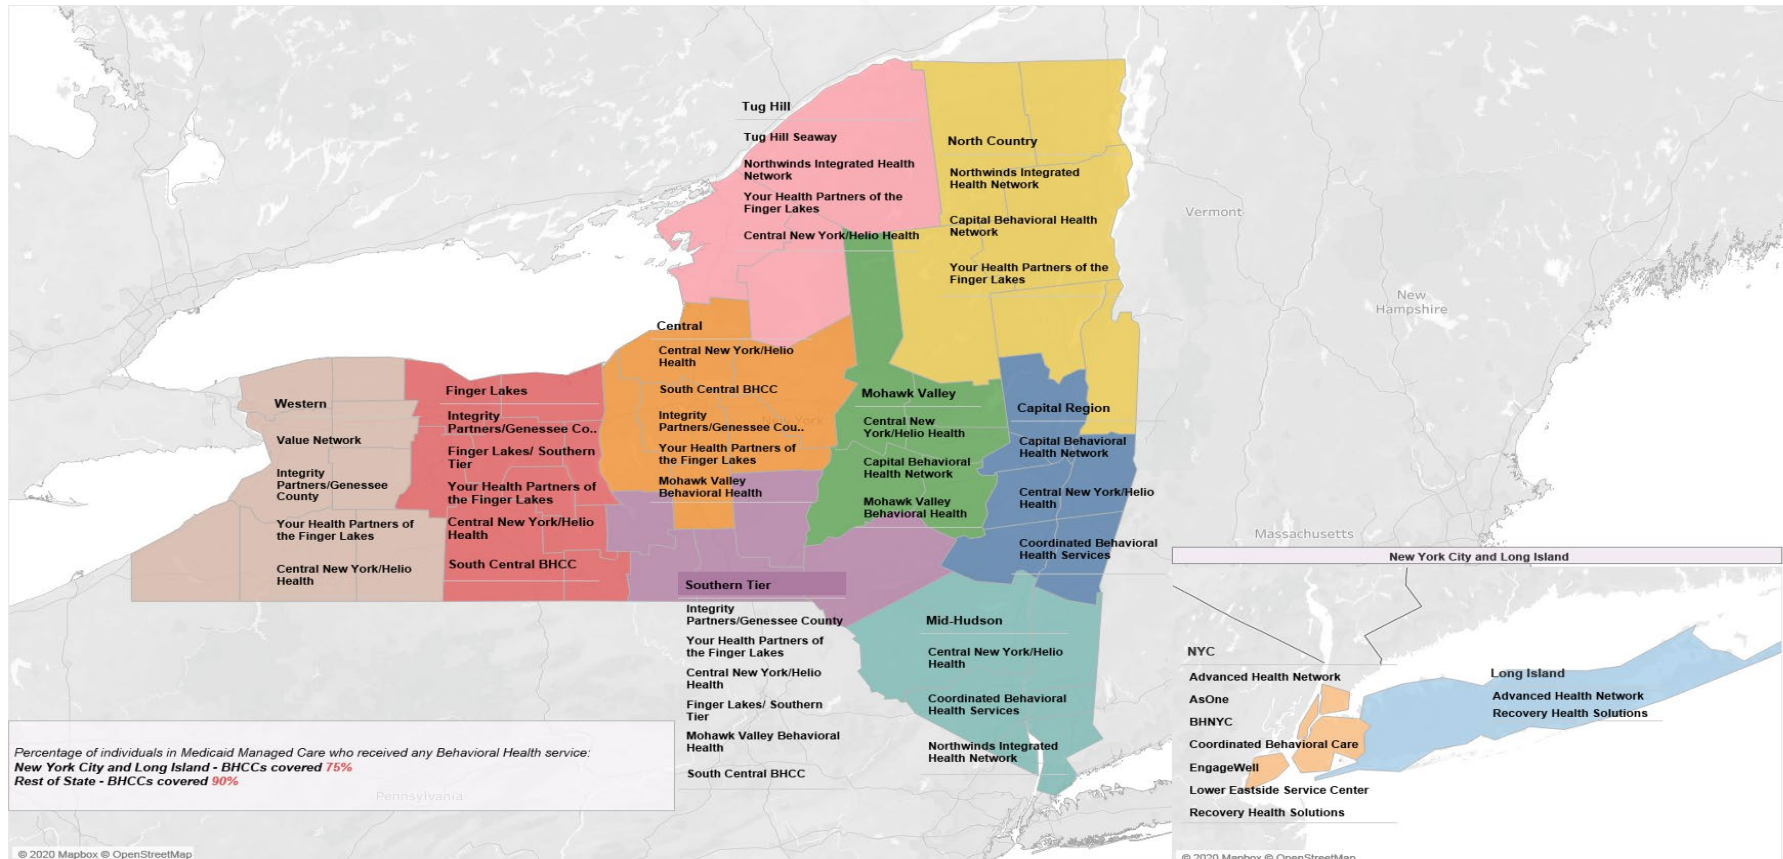 Tug Hill
Tug Hill Seaway
Northwinds Integrated Health
Network
Your Health Partners of the
Finger Lakes
Central New York/Helio Health
North Country
Northwinds Integrated
Health Network
Capital Behavioral Health
Network
Your Health Partners of the
Finger Lakes
Vermont
New
Hampshire
Massachusetts
Pennsylvania
Central
Central New York/Helio
Health
South Central BHCC
Integrity
Partners/Genessee Cou..
Your Health Partners of
the Finger Lakes
Mohawk Valley
Behavioral Health
Western
Value Network
Integrity
Partners/Genessee
County
Your Health Partners of
the Finger Lakes
Central New York/Helio
Health
Finger Lakes
Integrity
Partners/Genessee Co..
Finger Lakes/ Southern
Tier
Your Health Partners of
the Finger Lakes
Central New York/Helio
Health
South Central BHCC
Mohawk Valley
Central New
York/Helio Health
Capital Behavioral
Health Network
Mohawk Valley
Behavioral Health
Capital Region
Capital Behavioral
Health Network
Central New York/Helio
Health
Coordinated Behavioral
Health Services
Southern Tier
Integrity
Partners/Genessee County
Your Health Partners of
the Finger Lakes
Central New York/Helio
Health
Finger Lakes/ Southern
Tier
Mohawk Valley Behavioral
Health
South Central BHCC
Mid-Hudson
Central New York/Helio
Health
Coordinated Behavioral
Health Services
Northwinds Integrated
Health Network
New York City and Long Island
NYC
Advanced Health Network
AsOne
BHNYC
Coordinated Behavioral Care
EngageWell
Lower Eastside Service Center
Recovery Health Solutions
Long Island
Advanced Health Network
Recovery Health Solutions
Percentage of individuals in Medicaid Managed Care who received any Behavioral Health service:
New York City and Long Island - BHCCs covered 75%
Rest of State - BHCCs covered 90%
© 2020 Mapbox © OpenStreetMap
© 2020 Mapbox © OpenStreetMap